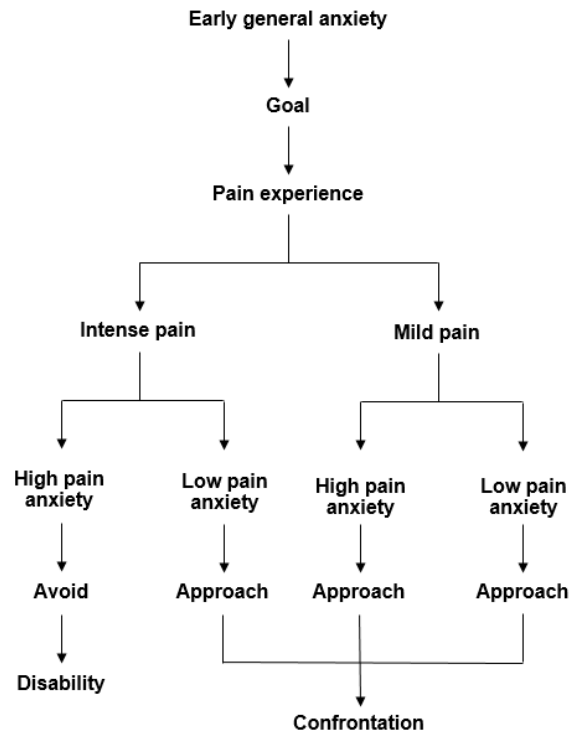 Early general anxiety
Goal
Pain experience
Intense pain
Mild pain
High pain
anxiety
Low pain
anxiety
High pain
anxiety
Low pain
anxiety
Avoid
Approach
Approach
Approach
Disability
Confrontation